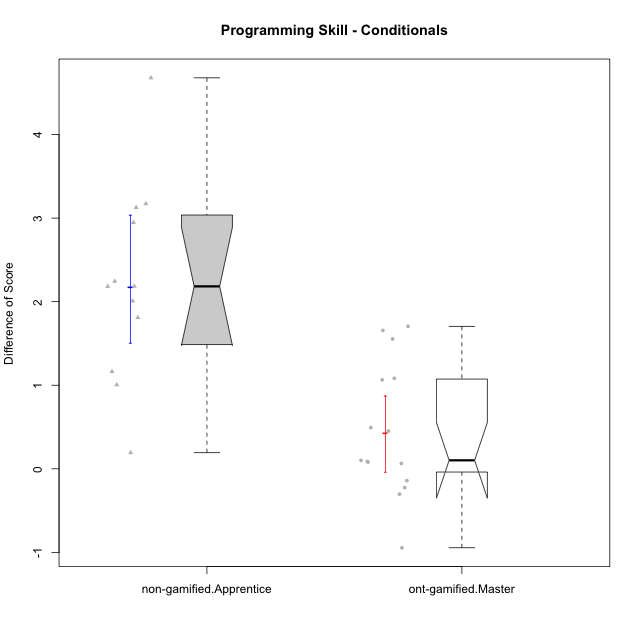 Programming Skill - Conditionals
Difference of Score
4
3
2
1
0
-1
non-gamified.Apprentice
ont-gamified.Master